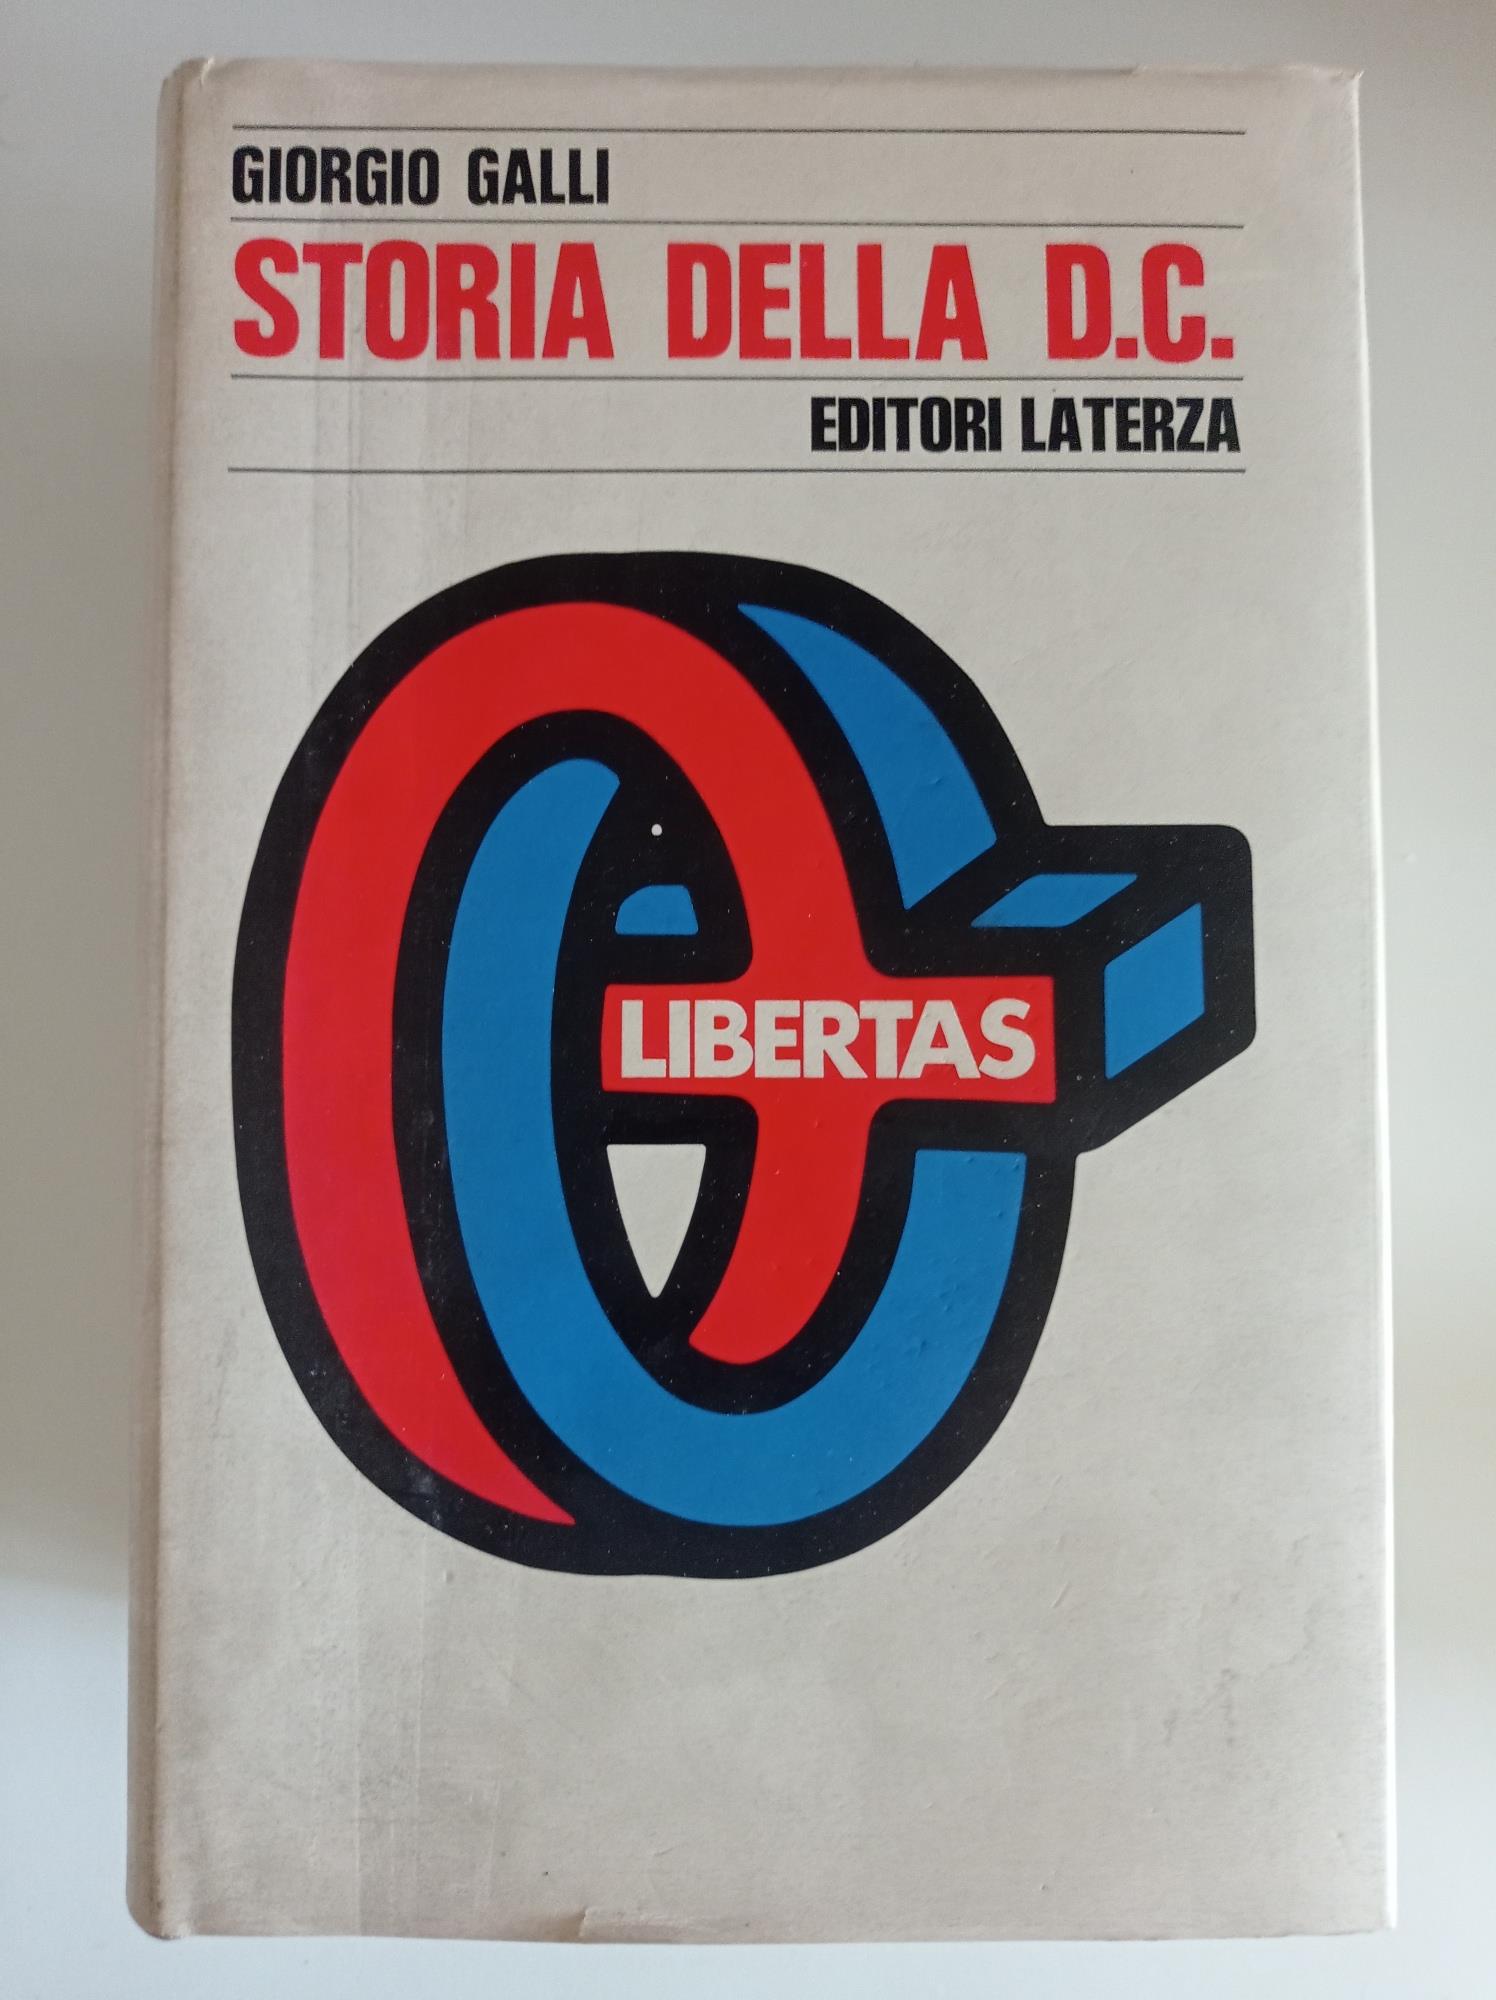 GIORGIO GALLI
STORIA DELLA D.C.
EDITORI LATERZA
LIBERTAS